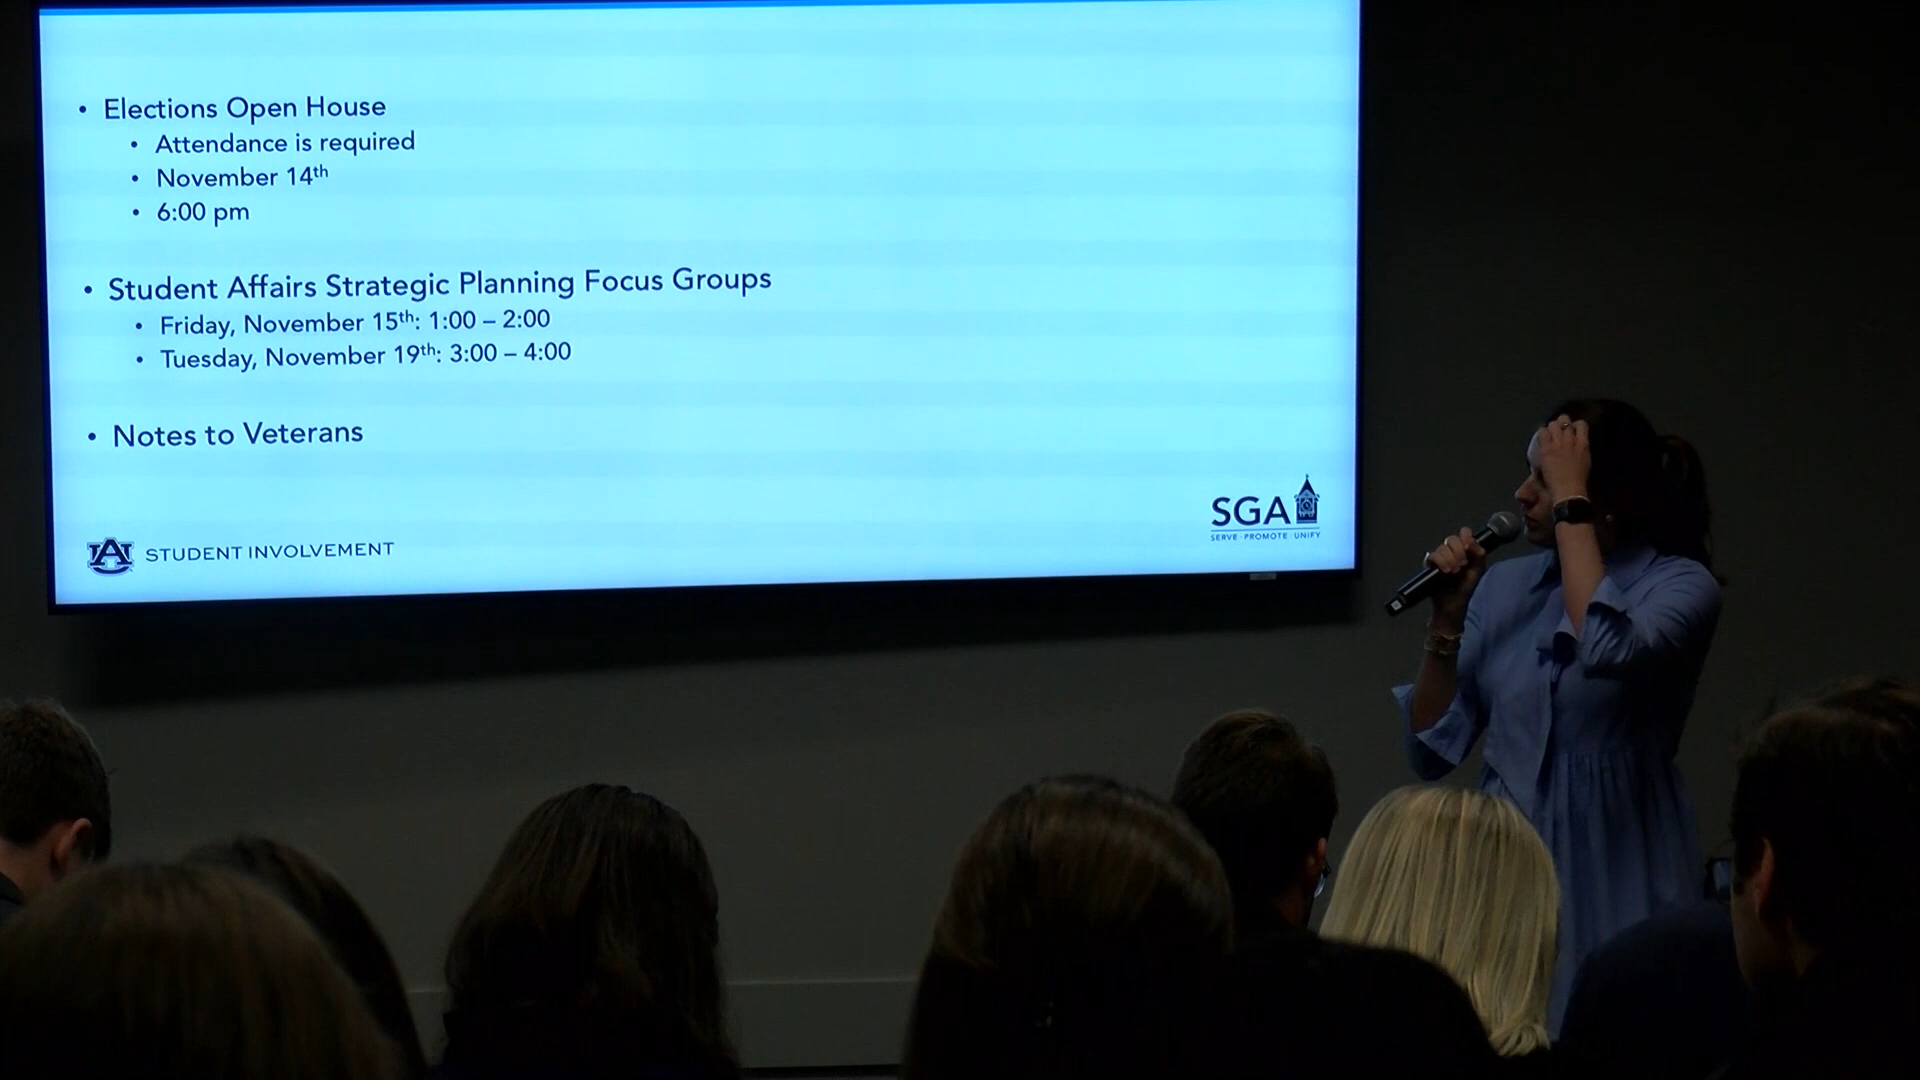 • Elections Open House
• Attendance is required
• November 14th
• 6:00 pm
• Student Affairs Strategic Planning Focus Groups
• Friday, November 15th: 1:00 – 2:00
• Tuesday, November 19th: 3:00 – 4:00
• Notes to Veterans
AU STUDENT INVOLVEMENT
SGA
SERVE · PROMOTE · UNIFY